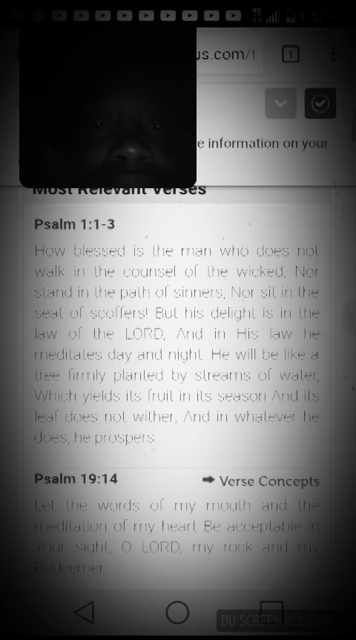 1:57
us.com/t
1
e information on your
Most Relevant Verses
Psalm 1:1-3
How blessed is the man who does not
walk in the counsel of the wicked, Nor
stand in the path of sinners, Nor sit in the
seat of scoffers! But his delight is in the
law of the LORD, And in His law he
meditates day and night. He will be like a
tree firmly planted by streams of water,
Which yields its fruit in its season And its
leaf does not wither; And in whatever he
does, he prospers.
Psalm 19:14
Verse Concepts
Let the words of my mouth and the
meditation of my heart Be acceptable in
Your sight, O LORD, my rock and my
Redeemer.
DU SCREEN